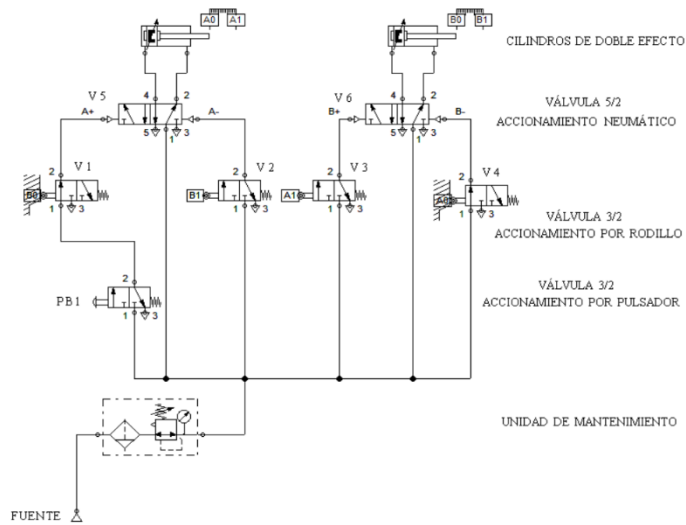 A0 A1
B0 B1
CILINDROS DE DOBLE EFECTO
V 5
4 2
A+ A-
5 1 3
V 6
4 2
B+ B-
5 1 3
VÁLVULA 5/2
ACCIONAMIENTO NEUMÁTICO
2 V 1
B0
1 3
2 V 2
B1
1 3
2 V 3
A1
1 3
2 V 4
A0
1 3
VÁLVULA 3/2
ACCIONAMIENTO POR RODILLO
2
PB1
1 3
VÁLVULA 3/2
ACCIONAMIENTO POR PULSADOR
UNIDAD DE MANTENIMIENTO
FUENTE